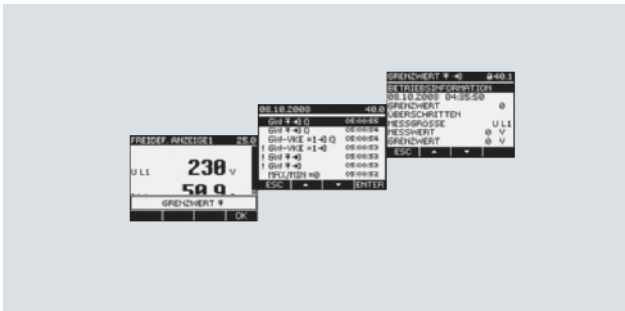 FREIDEF. ANZEIGE1 25.0
U L1 230 V
50.9
GRENZWERT
OK
08.10.2008 40.0
GW Q 05:00:55
GW Q 05:00:54
GW-VKE =1 Q 05:00:54
! GW-VKE =1 05:00:53
! GW 05:00:53
! GW 05:00:53
MAX/MIN =0 05:00:52
ESC ▲ ▼ ENTER
GRENZWERT 40.1
BETRIEBSINFORMATION
08.10.2008 04:35:50
GRENZWERT 0
ÜBERSCHRITTEN
MESSGRÖSSE U L1
MESSWERT 0 V
GRENZWERT 0 V
ESC ▲ ▼